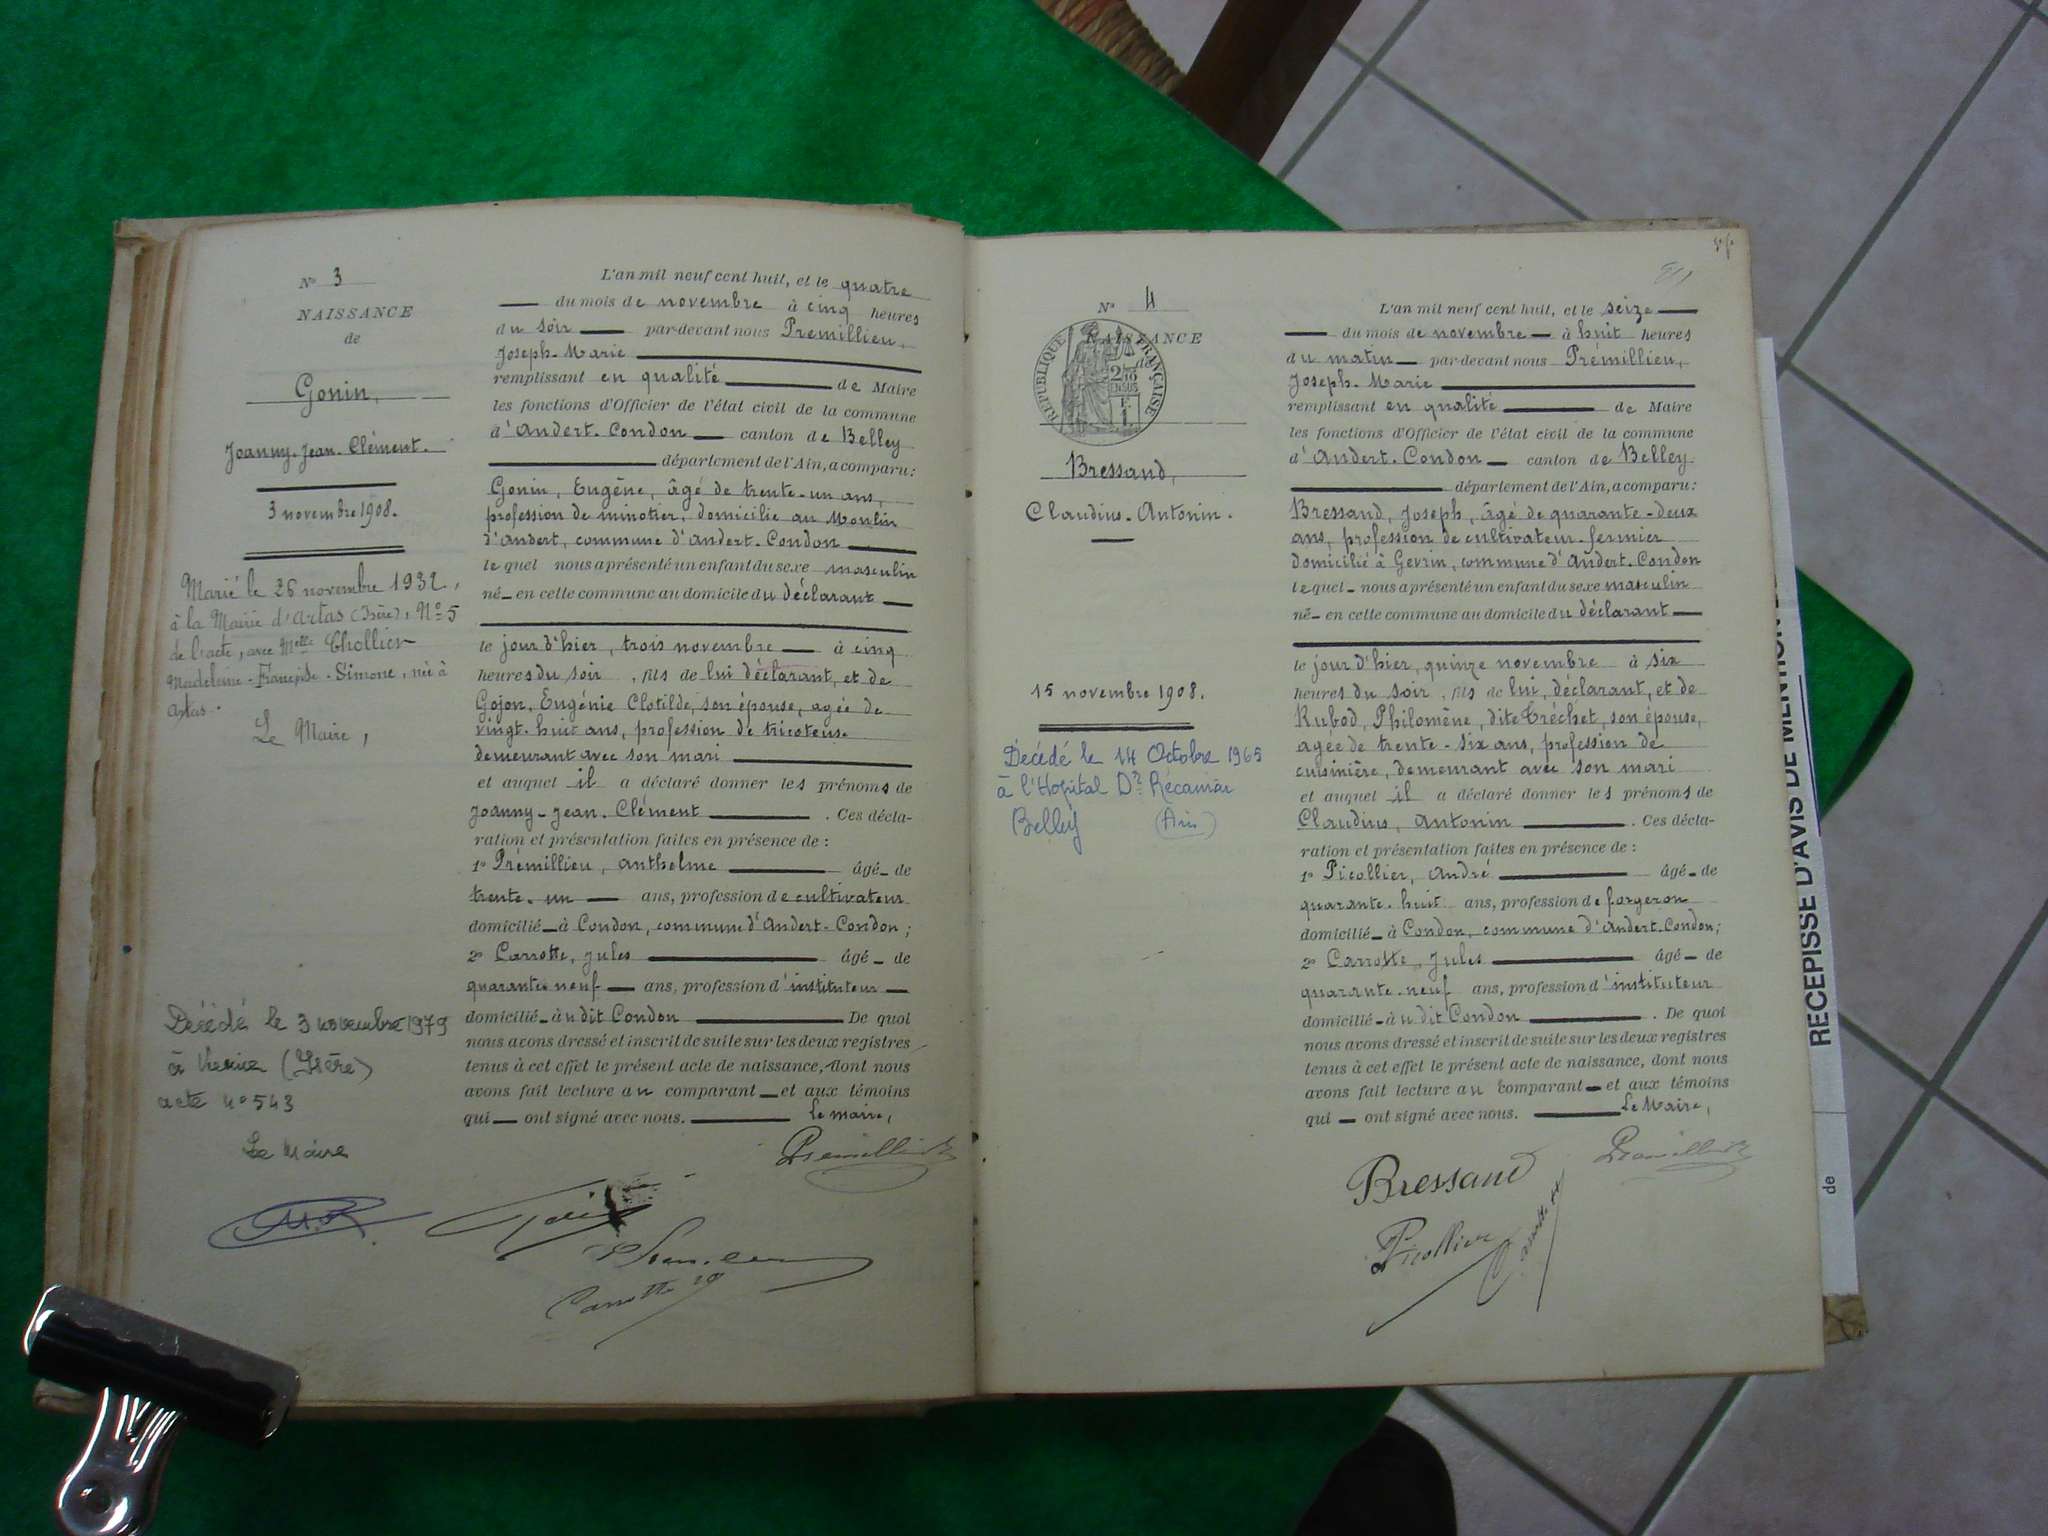 N° 3
NAISSANCE
de
Gonin,
Joanny-Jean-Clément.
3 novembre 1908.
Marié le 26 novembre 1932,
à la Mairie d'Artas (Isère), N° 5
de l'acte, avec Melle Chollier
Madeleine-Françoise-Simone, née à
Artas.
Le Maire,
Décédé le 3 novembre 1979
à Vienne (Isère)
acte n° 543
Le Maire
L'an mil neuf cent huit, et le quatre
du mois de novembre à cinq heures
du soir par-devant nous Prémillieu,
Joseph-Marie
remplissant en qualité de Maire
les fonctions d'Officier de l'état civil de la commune
d'Andert-Condon canton de Belley
département de l'Ain, a comparu :
Gonin, Eugène, âgé de trente-un ans,
profession de minotier, domicilié au Moulin
d'Andert, commune d'Andert-Condon
lequel nous a présenté un enfant du sexe masculin
né en cette commune au domicile du déclarant
le jour d'hier, trois novembre à cinq
heures du soir, fils de lui déclarant, et de
Gojon, Eugénie Clotilde, son épouse, agée de
vingt-huit ans, profession de tricoteuse
demeurant avec son mari
et auquel il a déclaré donner les prénoms de
Joanny-Jean-Clément . Ces décla-
ration et présentation faites en présence de :
1° Prémillieu, Anthelme âgé de
trente-un ans, profession de cultivateur
domicilié à Condon, commune d'Andert-Condon ;
2° Carrotte, Jules âgé de
quarante-neuf ans, profession d'instituteur
domicilié audit Condon De quoi
nous avons dressé et inscrit de suite sur les deux registres
tenus à cet effet le présent acte de naissance, dont nous
avons fait lecture au comparant et aux témoins
qui ont signé avec nous. Le maire,
Carrotte
N° 4
NAISSANCE
de
RÉPUBLIQUE FRANÇAISE
Bressand,
Claudius-Antonin.
15 novembre 1908.
Décédé le 14 Octobre 1965
à l'Hopital Dr Récamier
Belley (Ain)
L'an mil neuf cent huit, et le seize
du mois de novembre à huit heures
du matin par-devant nous Prémillieu,
Joseph-Marie
remplissant en qualité de Maire
les fonctions d'Officier de l'état civil de la commune
d'Andert-Condon canton de Belley
département de l'Ain, a comparu :
Bressand, Joseph, âgé de quarante-deux
ans, profession de cultivateur-fermier
domicilié à Gevrin, commune d'Andert-Condon
lequel nous a présenté un enfant du sexe masculin
né en cette commune au domicile du déclarant
le jour d'hier, quinze novembre à six
heures du soir, fils de lui, déclarant, et de
Rubod, Philomène, dite Tréchet, son épouse,
agée de trente-six ans, profession de
cuisinière, demeurant avec son mari
et auquel il a déclaré donner les prénoms de
Claudius, Antonin . Ces décla-
ration et présentation faites en présence de :
1° Picollier, André âgé de
quarante-huit ans, profession de forgeron
domicilié à Condon, commune d'Andert-Condon ;
2° Carrotte, Jules âgé de
quarante-neuf ans, profession d'instituteur
domicilié audit Condon . De quoi
nous avons dressé et inscrit de suite sur les deux registres
tenus à cet effet le présent acte de naissance, dont nous
avons fait lecture au comparant et aux témoins
qui ont signé avec nous. Le Maire,
Bressand
Picollier
RECEPISSE D'AVIS DE MENTION
de